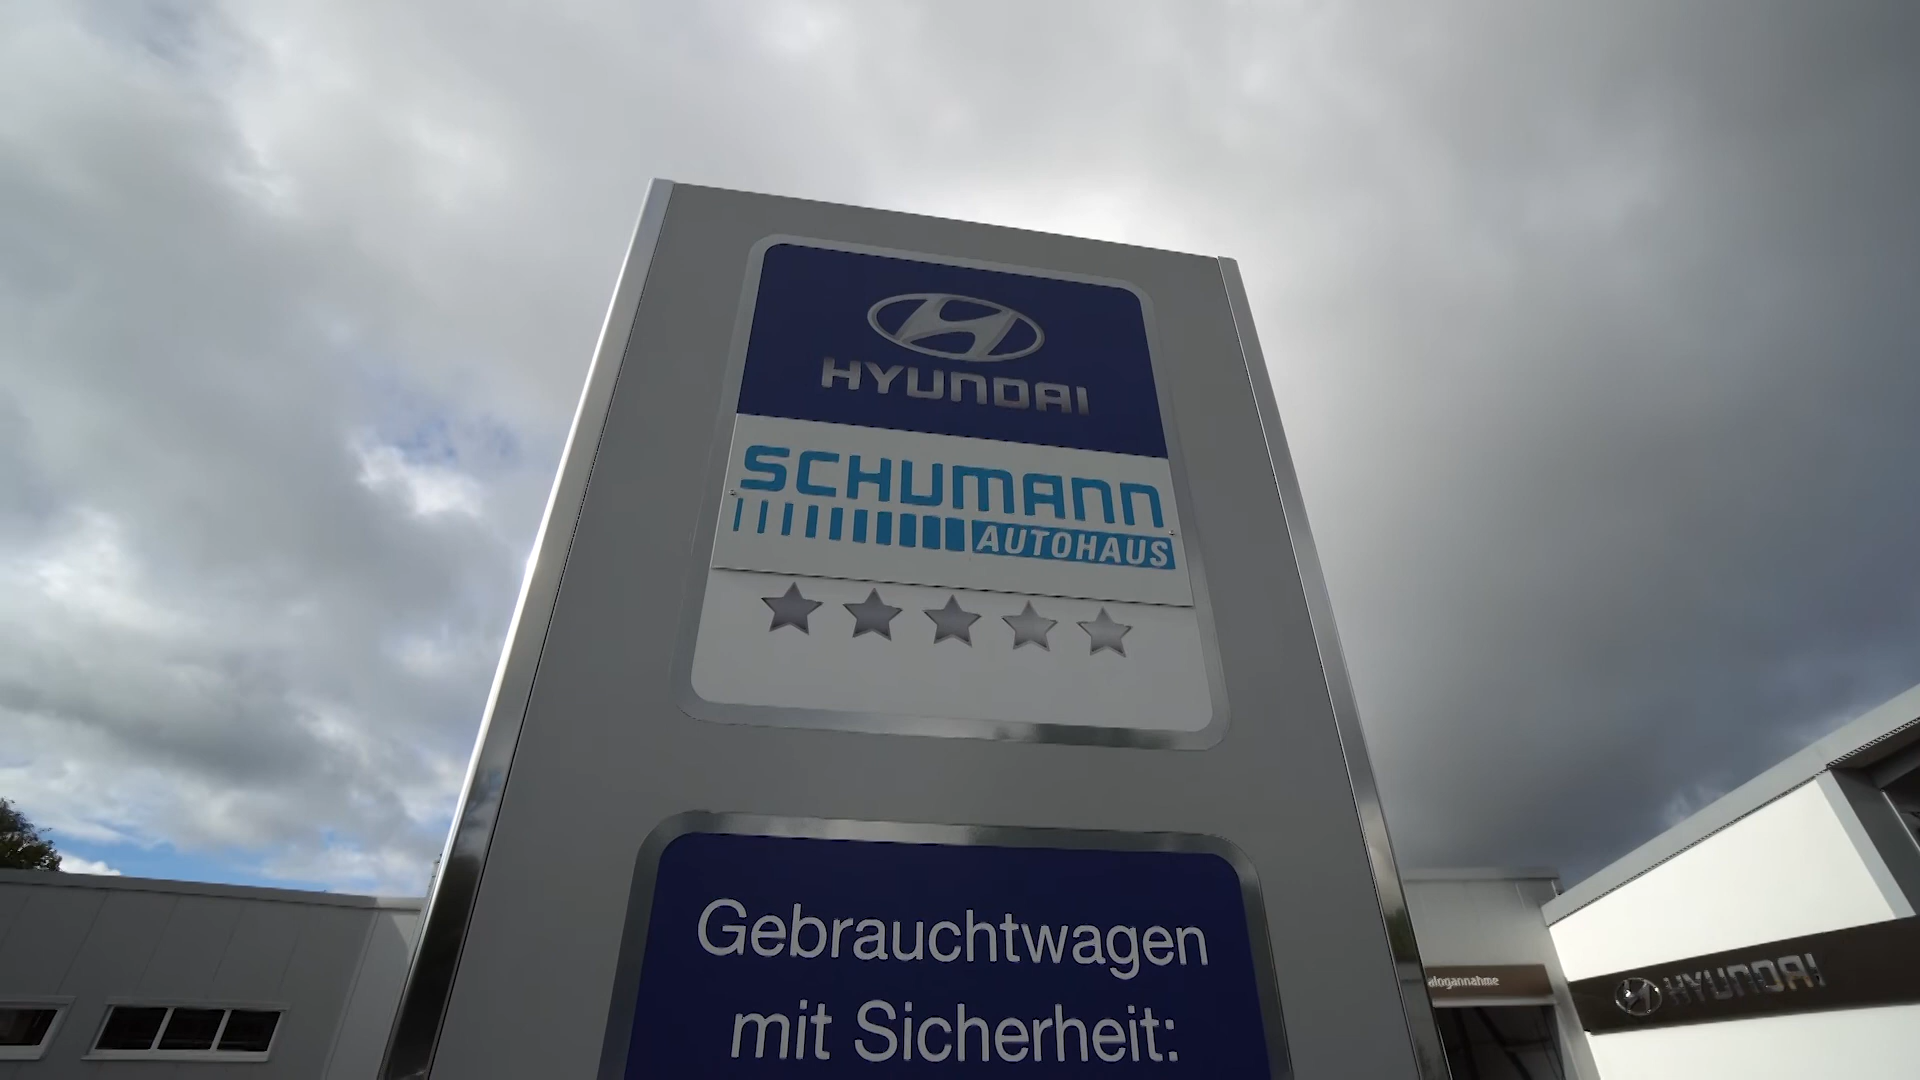 HYUNDAI
SCHUMANN
AUTOHAUS
Gebrauchtwagen
mit Sicherheit:
HYUNDAI